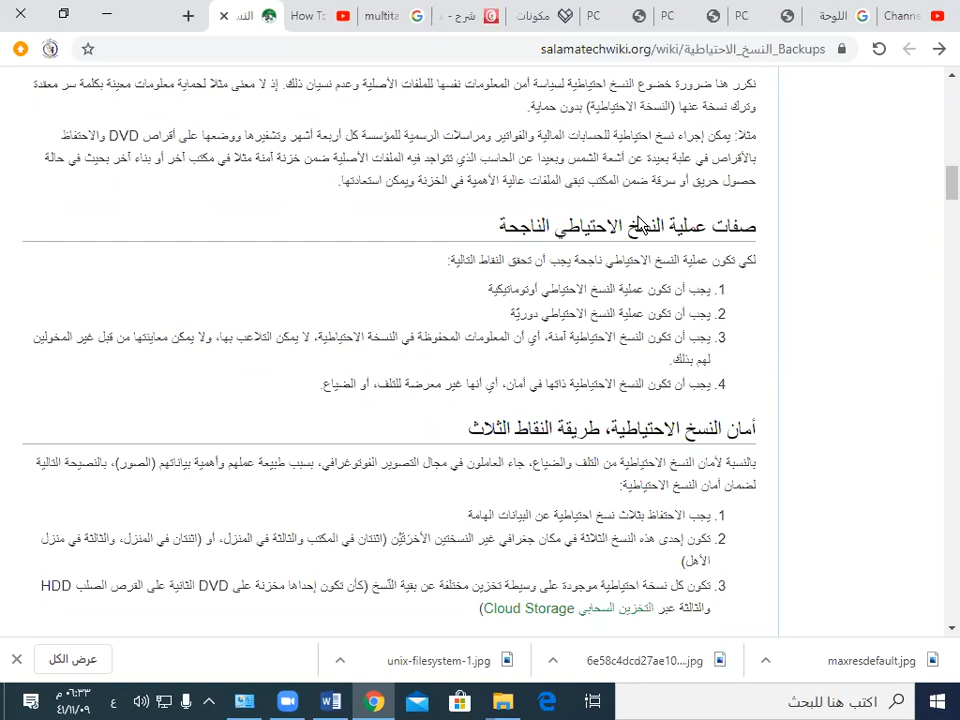 Channe
اللوحة
PC
PC
PC
مكونات
شرح -
multita
How To
النس
salamatechwiki.org/wiki/النسخ_الاحتياطية_Backups
نكرر هنا ضرورة خضوع النسخ احتياطية لسياسة أمن المعلومات نفسها للملفات الأصلية وعدم نسيان ذلك. إذ لا معنى مثلا لحماية معلومات معينة بكلمة سر معقدة
وترك نسخة عنها (النسخة الاحتياطية) بدون حماية.
مثلا: يمكن إجراء نسخ احتياطية للحسابات المالية والفواتير ومراسلات الرسمية للمؤسسة كل أربعة أشهر وتشفيرها ووضعها على أقراص DVD والاحتفاظ
بالأقراص في علبة بعيدة عن أشعة الشمس وبعيدا عن الحاسب الذي تتواجد فيه الملفات الأصلية ضمن خزنة آمنة مثلا في مكتب آخر أو بناء آخر بحيث في حالة
حصول حريق أو سرقة ضمن المكتب تبقى الملفات عالية الأهمية في الخزنة ويمكن استعادتها.
صفات عملية النسخ الاحتياطي الناجحة
لكي تكون عملية النسخ الاحتياطي ناجحة يجب أن تحقق النقاط التالية:
1. يجب أن تكون عملية النسخ الاحتياطي أوتوماتيكية
2. يجب أن تكون عملية النسخ الاحتياطي دوريّة
3. يجب أن تكون النسخ الاحتياطية آمنة، أي أن المعلومات المحفوظة في النسخة الاحتياطية، لا يمكن التلاعب بها، ولا يمكن معاينتها من قبل غير المخولين
لهم بذلك.
4. يجب أن تكون النسخ الاحتياطية ذاتها في أمان، أي أنها غير معرضة للتلف، أو الضياع.
أمان النسخ الاحتياطية، طريقة النقاط الثلاث
بالنسبة لأمان النسخ الاحتياطية من التلف والضياع، جاء العاملون في مجال التصوير الفوتوغرافي، بسبب طبيعة عملهم وأهمية بياناتهم (الصور)، بالنصيحة التالية
لضمان أمان النسخ الاحتياطية:
1. يجب الاحتفاظ بثلاث نسخ احتياطية عن البيانات الهامة
2. تكون إحدى هذه النسخ الثلاثة في مكان جغرافي غير النسختين الأخرَتيَّن (اثنتان في المكتب والثالثة في المنزل، أو (اثنتان في المنزل، والثالثة في منزل
الأهل)
3. تكون كل نسخة احتياطية موجودة على وسيطة تخزين مختلفة عن بقية النّسخ (كأن تكون إحداها مخزنة على DVD الثانية على القرص الصلب HDD
والثالثة عبر التخزين السحابي Cloud Storage)
maxresdefault.jpg
6e58c4dcd27ae10....jpg
unix-filesystem-1.jpg
عرض الكل
اكتب هنا للبحث
ع
٠٦:٣٣ م
٤١/١١/٠٩